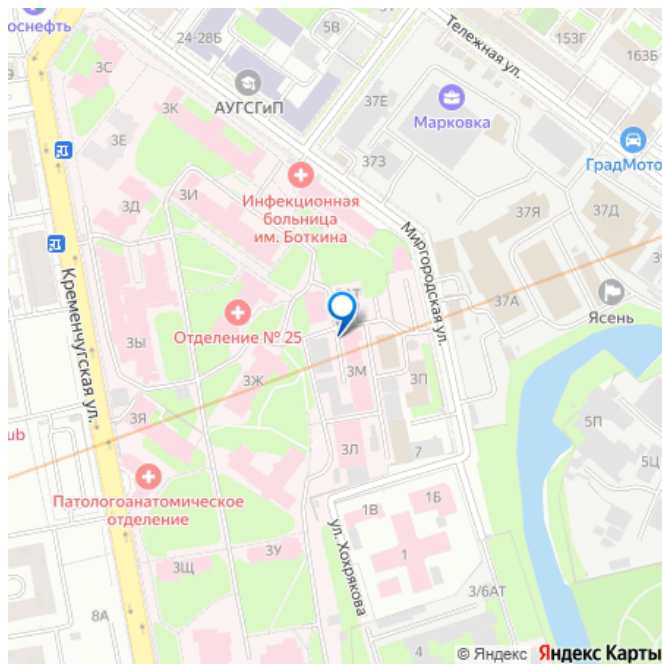 оснефть
24-28Б
5В
Тележная ул.
153Г
163Б
3С
АУГСГиП
3К
37Е
Марковка
ГрадМото
3Е
373
Инфекционная
больница
им. Боткина
3И
3Д
Миргородская ул.
37Я
37Д
Кременчугская ул.
37А
Ясень
Отделение № 25
3Ы
3Ж
3М
3П
3Я
ub
3Л
7
5П
5Ц
Патологоанатомическое
отделение
1В
1Б
ул. Хохрякова
1
3У
3Щ
3/6АТ
8А
4
© Яндекс Яндекс Карты